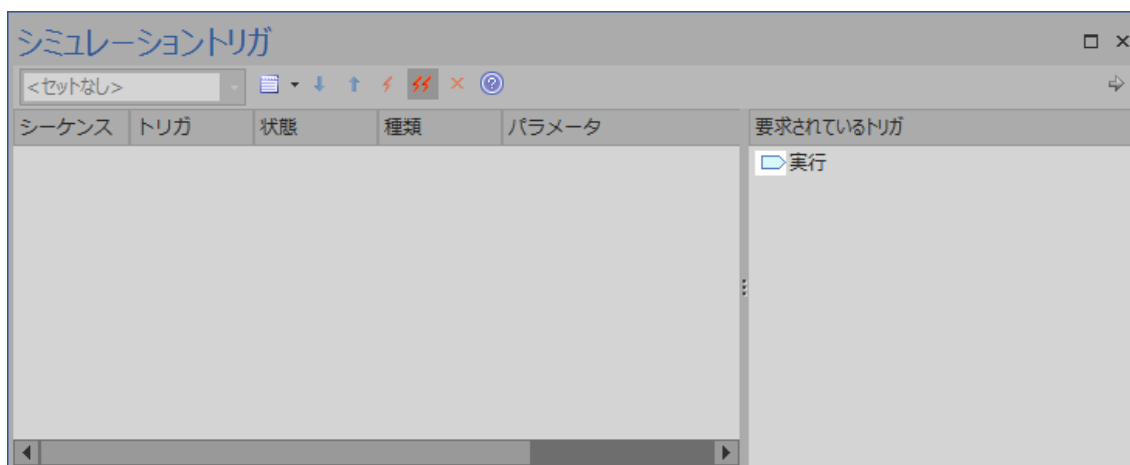 シミュレーショントリガ
<セットなし>
シーケンス トリガ 状態 種類 パラメータ 要求されているトリガ
実行